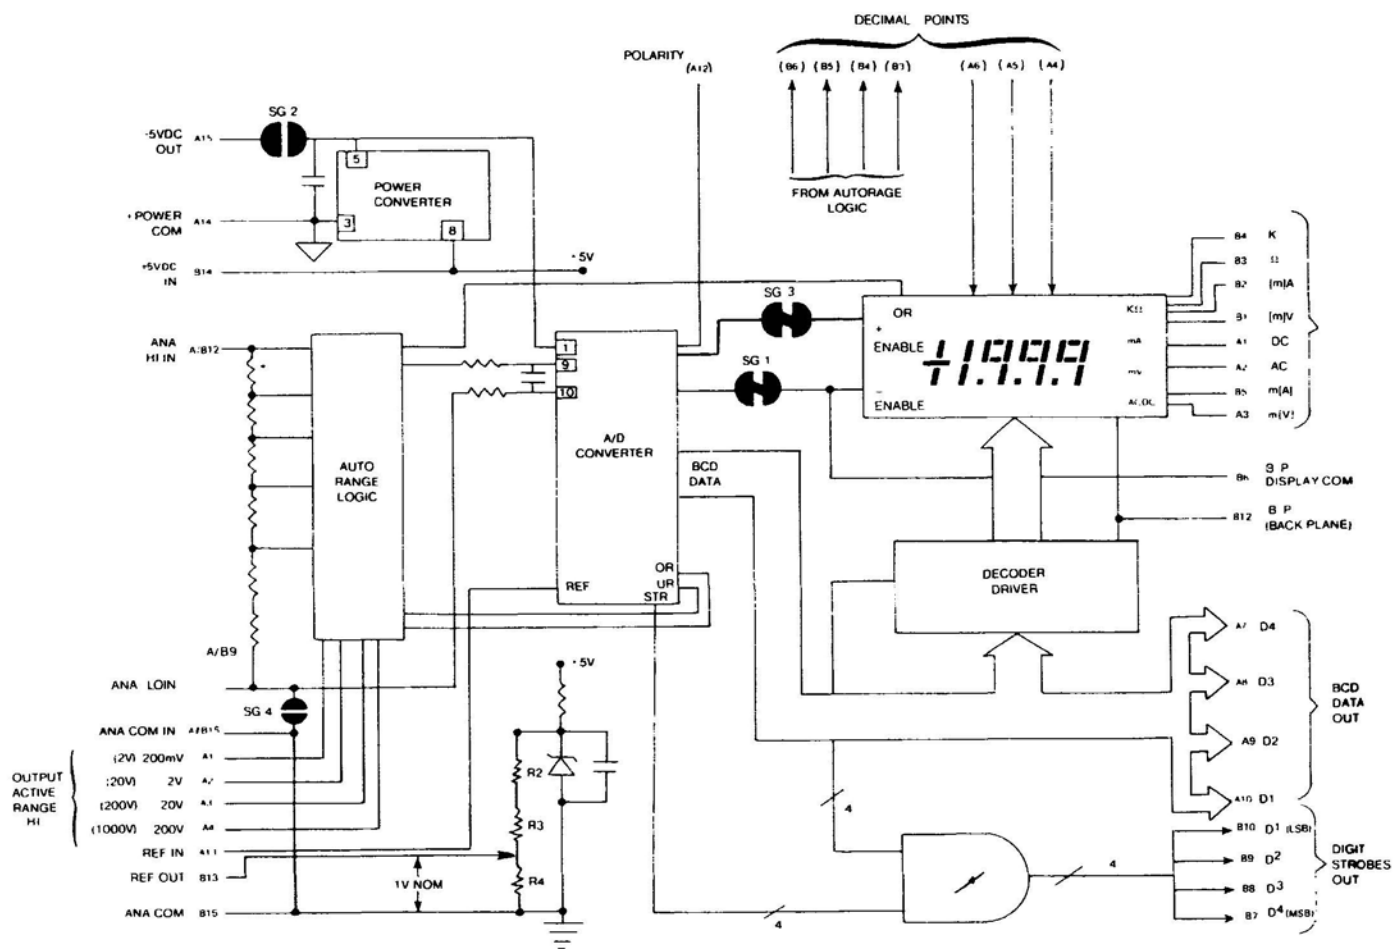 DECIMAL POINTS
POLARITY (A12)
(B6) (B5) (B4) (B3) (A6) (A5) (A4)
FROM AUTORAGE
LOGIC
SG 2
-5VDC A15
OUT
5
POWER
CONVERTER
3
8
+POWER A14
COM
+5VDC B14
IN
+5V
ANA A/B12
HI IN
AUTO
RANGE
LOGIC
1
9
10
A/D
CONVERTER
BCD
DATA
OR
UR
STR
REF
SG 3
SG 1
OR
+
ENABLE
-
ENABLE
+1.9.9.9
KΩ
mA
mV
AC,DC
B4 K
B3 Ω
B2 [m]A
B1 [m]V
A1 DC
A2 AC
B5 m[A]
A3 m[V]
B6 B P
DISPLAY COM
B12 B P
(BACK PLANE)
DECODER
DRIVER
A7 D4
A8 D3
A9 D2
A10 D1
BCD
DATA
OUT
A/B9
ANA LOIN
SG 4
ANA COM IN A/B15
OUTPUT
ACTIVE
RANGE
HI
(2V) 200mV A1
(20V) 2V A2
(200V) 20V A3
(1000V) 200V A4
REF IN A11
REF OUT B13
ANA COM B15
1V NOM
+5V
R2
R3
R4
4
4
4
B10 D1 (LSB)
B9 D2
B8 D3
B7 D4 (MSB)
DIGIT
STROBES
OUT